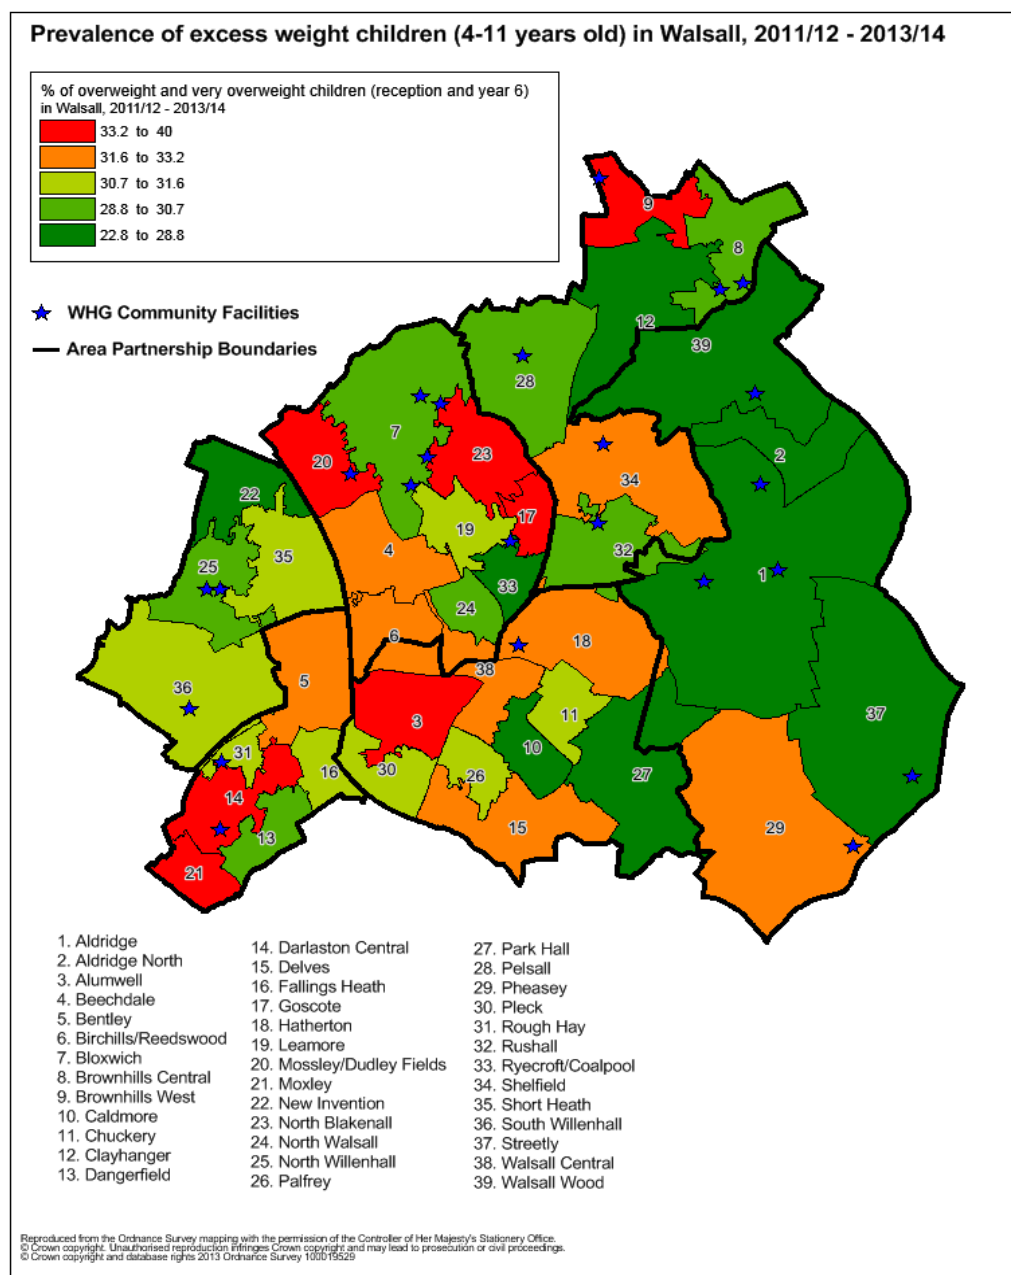 Prevalence of excess weight children (4-11 years old) in Walsall, 2011/12 - 2013/14
% of overweight and very overweight children (reception and year 6)
in Walsall, 2011/12 - 2013/14
33.2 to 40
31.6 to 33.2
30.7 to 31.6
28.8 to 30.7
22.8 to 28.8
WHG Community Facilities
Area Partnership Boundaries
9
8
12
39
28
7
2
20
23
34
22
17
19
35
4
32
25
33
1
24
6
18
38
5
36
37
11
3
10
31
30
26
27
16
14
15
29
13
21
1. Aldridge
2. Aldridge North
3. Alumwell
4. Beechdale
5. Bentley
6. Birchills/Reedswood
7. Bloxwich
8. Brownhills Central
9. Brownhills West
10. Caldmore
11. Chuckery
12. Clayhanger
13. Dangerfield
14. Darlaston Central
15. Delves
16. Fallings Heath
17. Goscote
18. Hatherton
19. Leamore
20. Mossley/Dudley Fields
21. Moxley
22. New Invention
23. North Blakenall
24. North Walsall
25. North Willenhall
26. Palfrey
27. Park Hall
28. Pelsall
29. Pheasey
30. Pleck
31. Rough Hay
32. Rushall
33. Ryecroft/Coalpool
34. Shelfield
35. Short Heath
36. South Willenhall
37. Streetly
38. Walsall Central
39. Walsall Wood
Reproduced from the Ordnance Survey mapping with the permission of the Controller of Her Majesty's Stationery Office.
© Crown copyright. Unauthorised reproduction infringes Crown copyright and may lead to prosecution or civil proceedings.
© Crown copyright and database rights 2013 Ordnance Survey 100019529